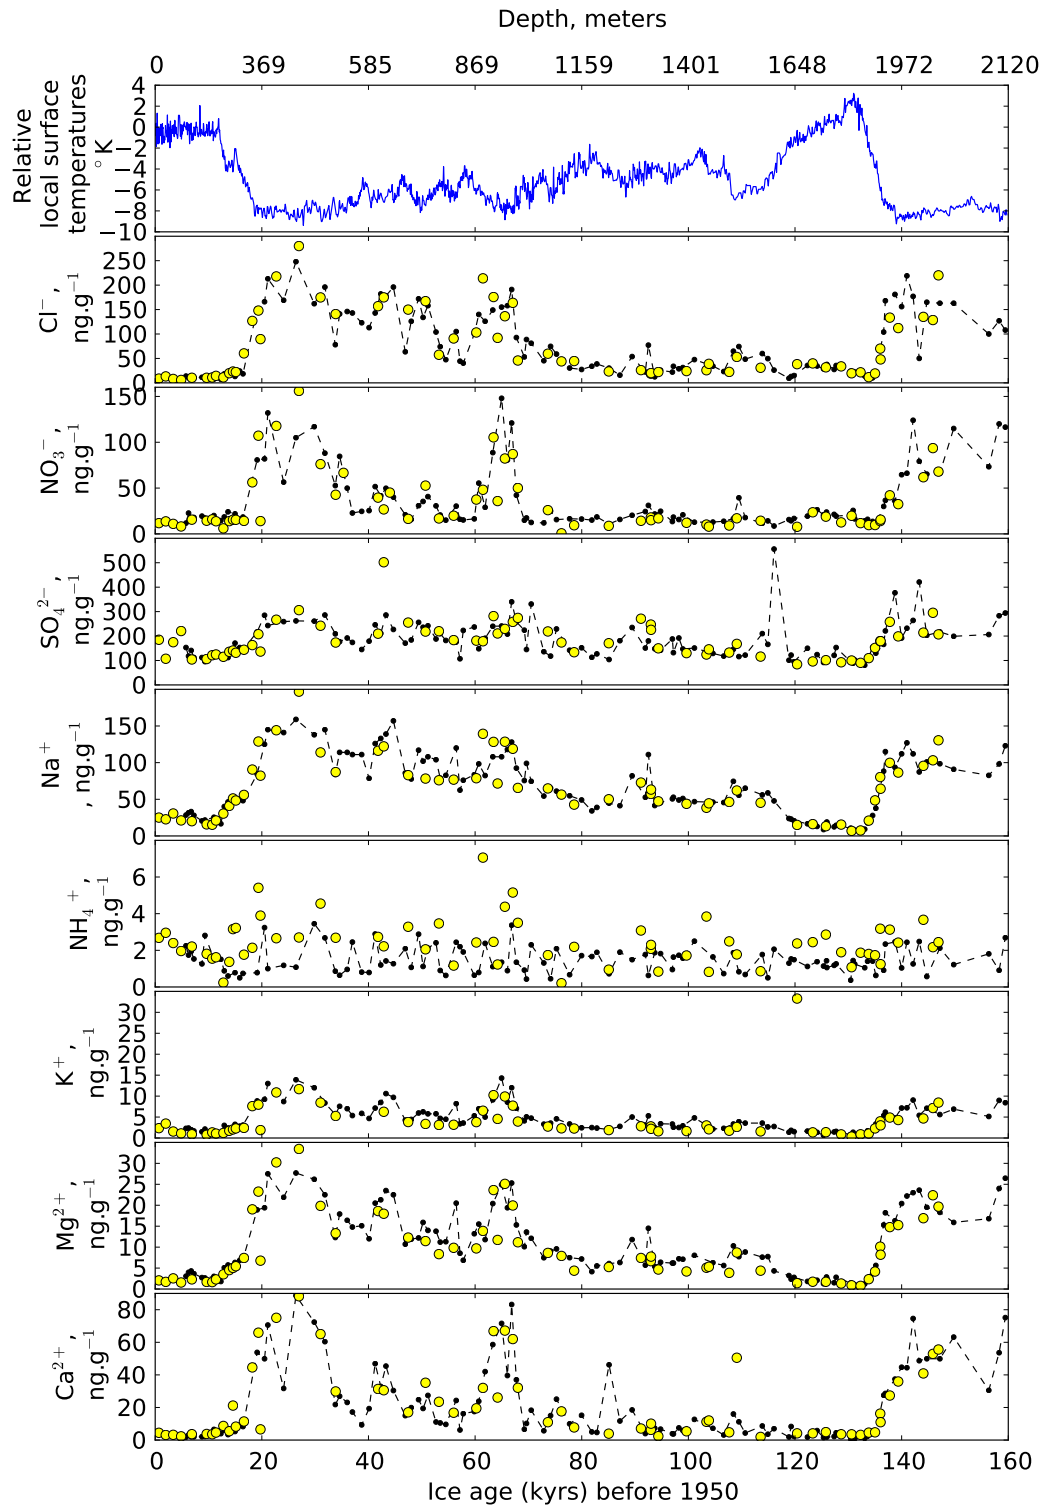 Depth, meters
0 369 585 869 1159 1401 1648 1972 2120
Relative
local surface
temperatures
°K
4
2
0
−2
−4
−6
−8
−10
Cl⁻ ,
ng.g⁻¹
250
200
150
100
50
0
NO₃⁻ ,
ng.g⁻¹
150
100
50
0
SO₄²⁻,
ng.g⁻¹
500
400
300
200
100
0
Na⁺
, ng.g⁻¹
150
100
50
0
NH₄⁺ ,
ng.g⁻¹
6
4
2
0
K⁺ ,
ng.g⁻¹
30
25
20
15
10
5
0
Mg²⁺ ,
ng.g⁻¹
30
25
20
15
10
5
0
Ca²⁺ ,
ng.g⁻¹
80
60
40
20
0
0 20 40 60 80 100 120 140 160
Ice age (kyrs) before 1950